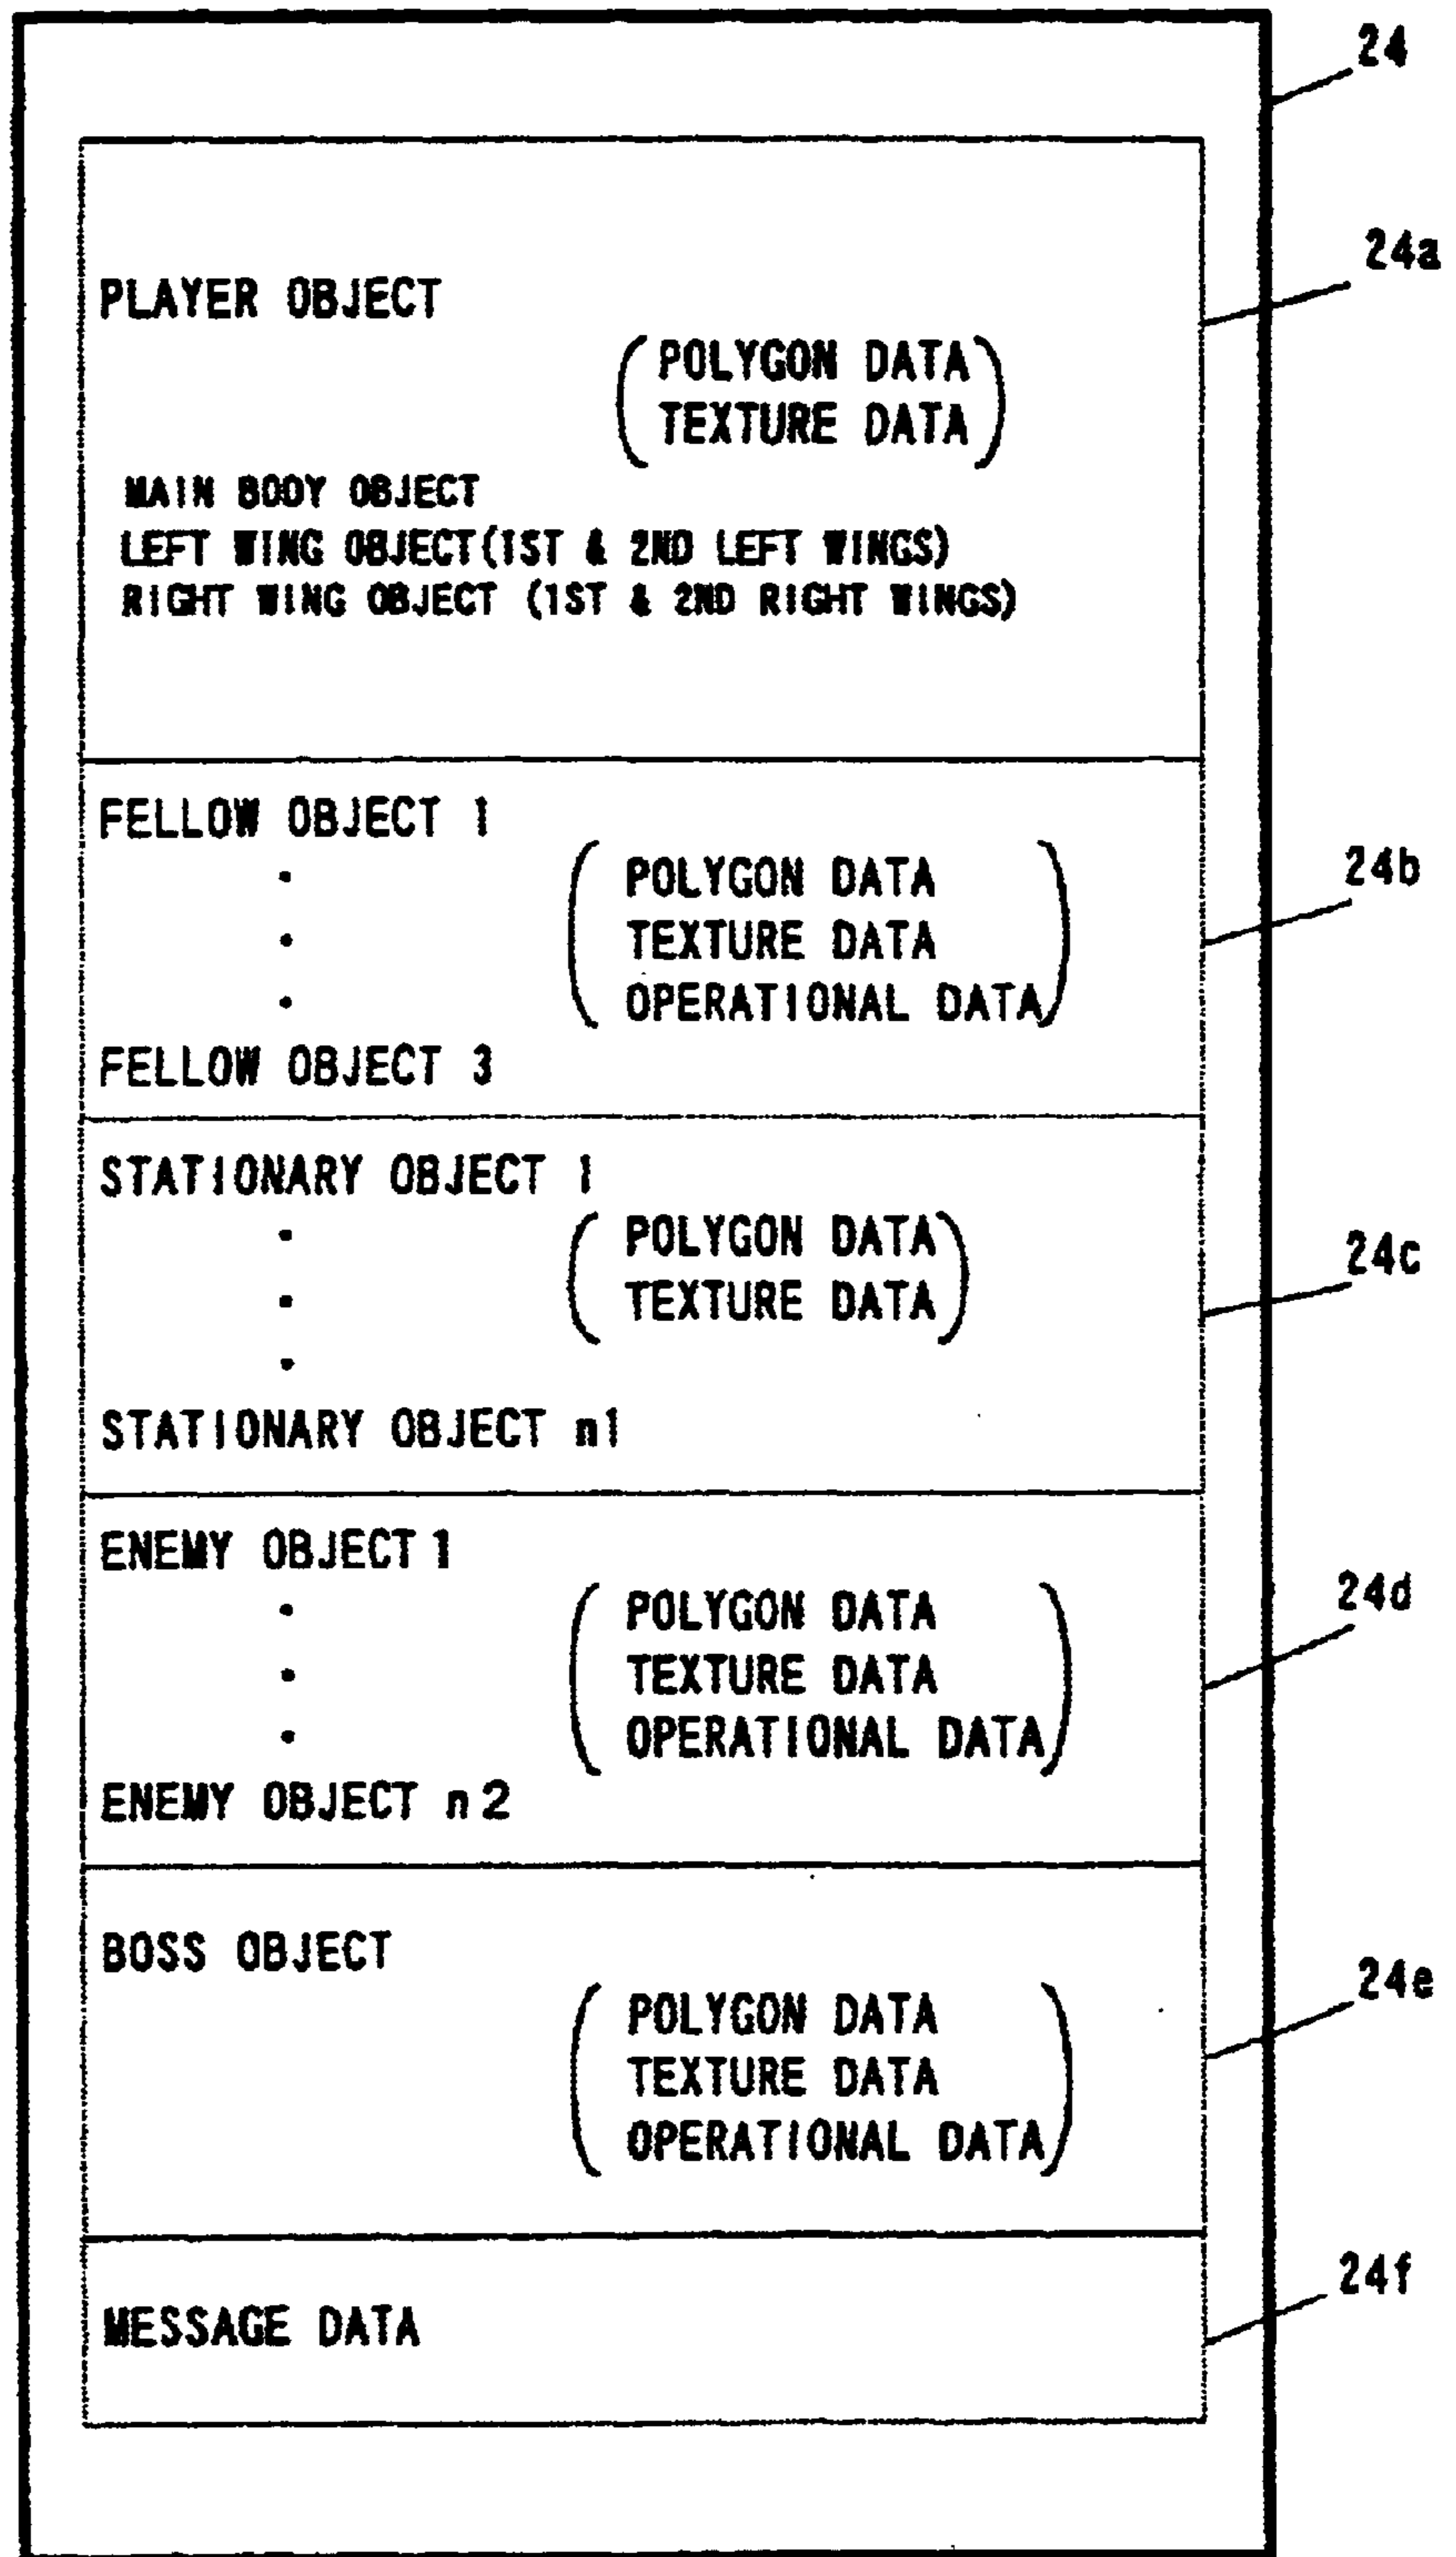 24
24a
PLAYER OBJECT
POLYGON DATA
TEXTURE DATA
MAIN BODY OBJECT
LEFT WING OBJECT(1ST & 2ND LEFT WINGS)
RIGHT WING OBJECT (1ST & 2ND RIGHT WINGS)
FELLOW OBJECT 1
24b
POLYGON DATA
TEXTURE DATA
OPERATIONAL DATA
FELLOW OBJECT 3
STATIONARY OBJECT 1
24c
POLYGON DATA
TEXTURE DATA
STATIONARY OBJECT n1
ENEMY OBJECT 1
24d
POLYGON DATA
TEXTURE DATA
OPERATIONAL DATA
ENEMY OBJECT n2
BOSS OBJECT
24e
POLYGON DATA
TEXTURE DATA
OPERATIONAL DATA
24f
MESSAGE DATA